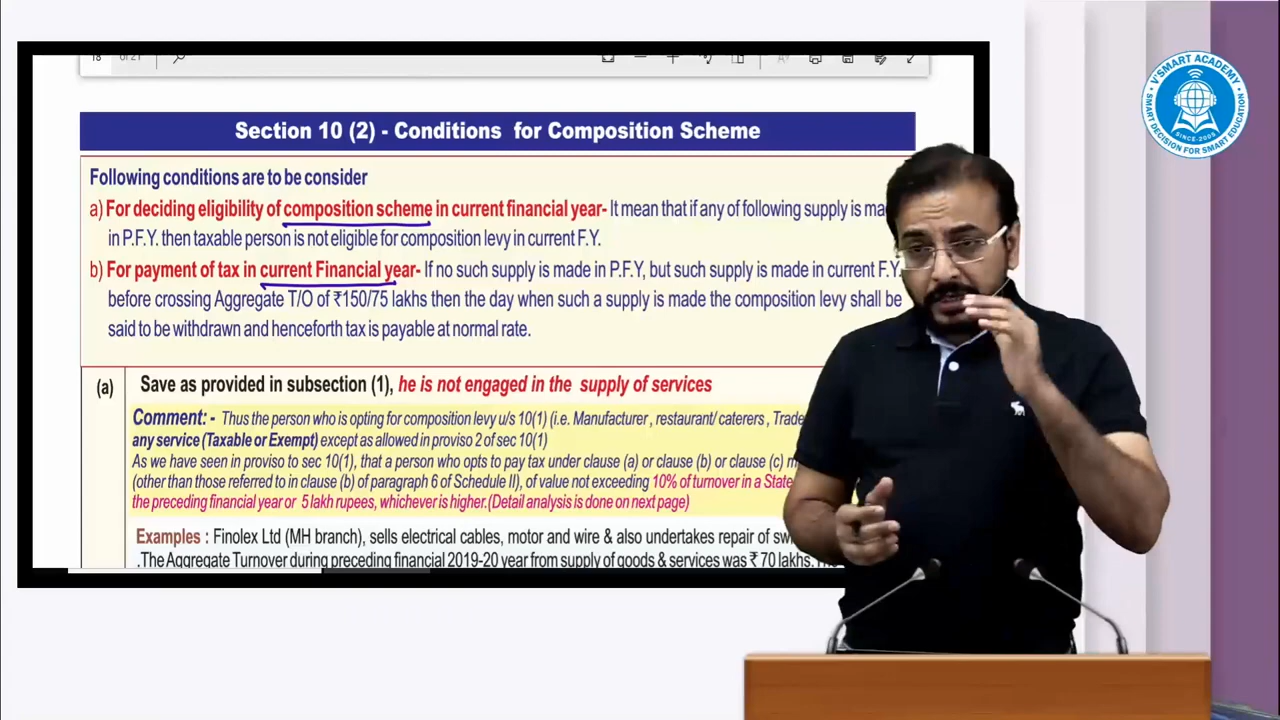 18 of 21
Section 10 (2) - Conditions for Composition Scheme
Following conditions are to be consider
a) For deciding eligibility of composition scheme in current financial year- It mean that if any of following supply is
in P.F.Y. then taxable person is not eligible for composition levy in current F.Y.
b) For payment of tax in current Financial year- If no such supply is made in P.F.Y, but such supply is made in current F.Y.
before crossing Aggregate T/O of ₹150/75 lakhs then the day when such a supply is made the composition levy shall be
said to be withdrawn and henceforth tax is payable at normal rate.
(a) Save as provided in subsection (1), he is not engaged in the supply of services
Comment: - Thus the person who is opting for composition levy u/s 10(1) (i.e. Manufacturer , restaurant/ caterers ,
any service (Taxable or Exempt) except as allowed in proviso 2 of sec 10(1)
As we have seen in proviso to sec 10(1), that a person who opts to pay tax under clause (a) or clause (b) or clause (c)
(other than those referred to in clause (b) of paragraph 6 of Schedule II), of value not exceeding 10% of turnover in a State
the preceding financial year or 5 lakh rupees, whichever is higher.(Detail analysis is done on next page)
Examples : Finolex Ltd (MH branch), sells electrical cables, motor and wire & also undertakes repair of
.The Aggregate Turnover during preceding financial 2019-20 year from supply of goods & services was ₹ 70 lakhs.
V'SMART ACADEMY
SINCE-2005
SMART DECISION FOR SMART EDUCATION